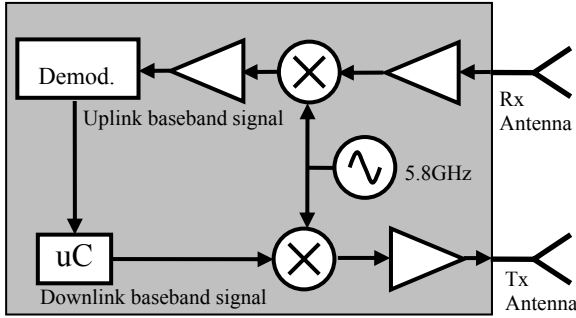 Demod.
Uplink baseband signal
Rx
Antenna
5.8GHz
uC
Downlink baseband signal
Tx
Antenna